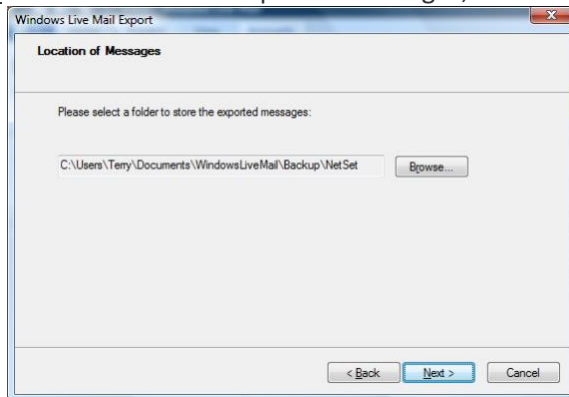 Windows Live Mail Export
Location of Messages
Please select a folder to store the exported messages:
C:\Users\Terry\Documents\WindowsLiveMail\Backup\NetSet
Browse...
< Back Next > Cancel